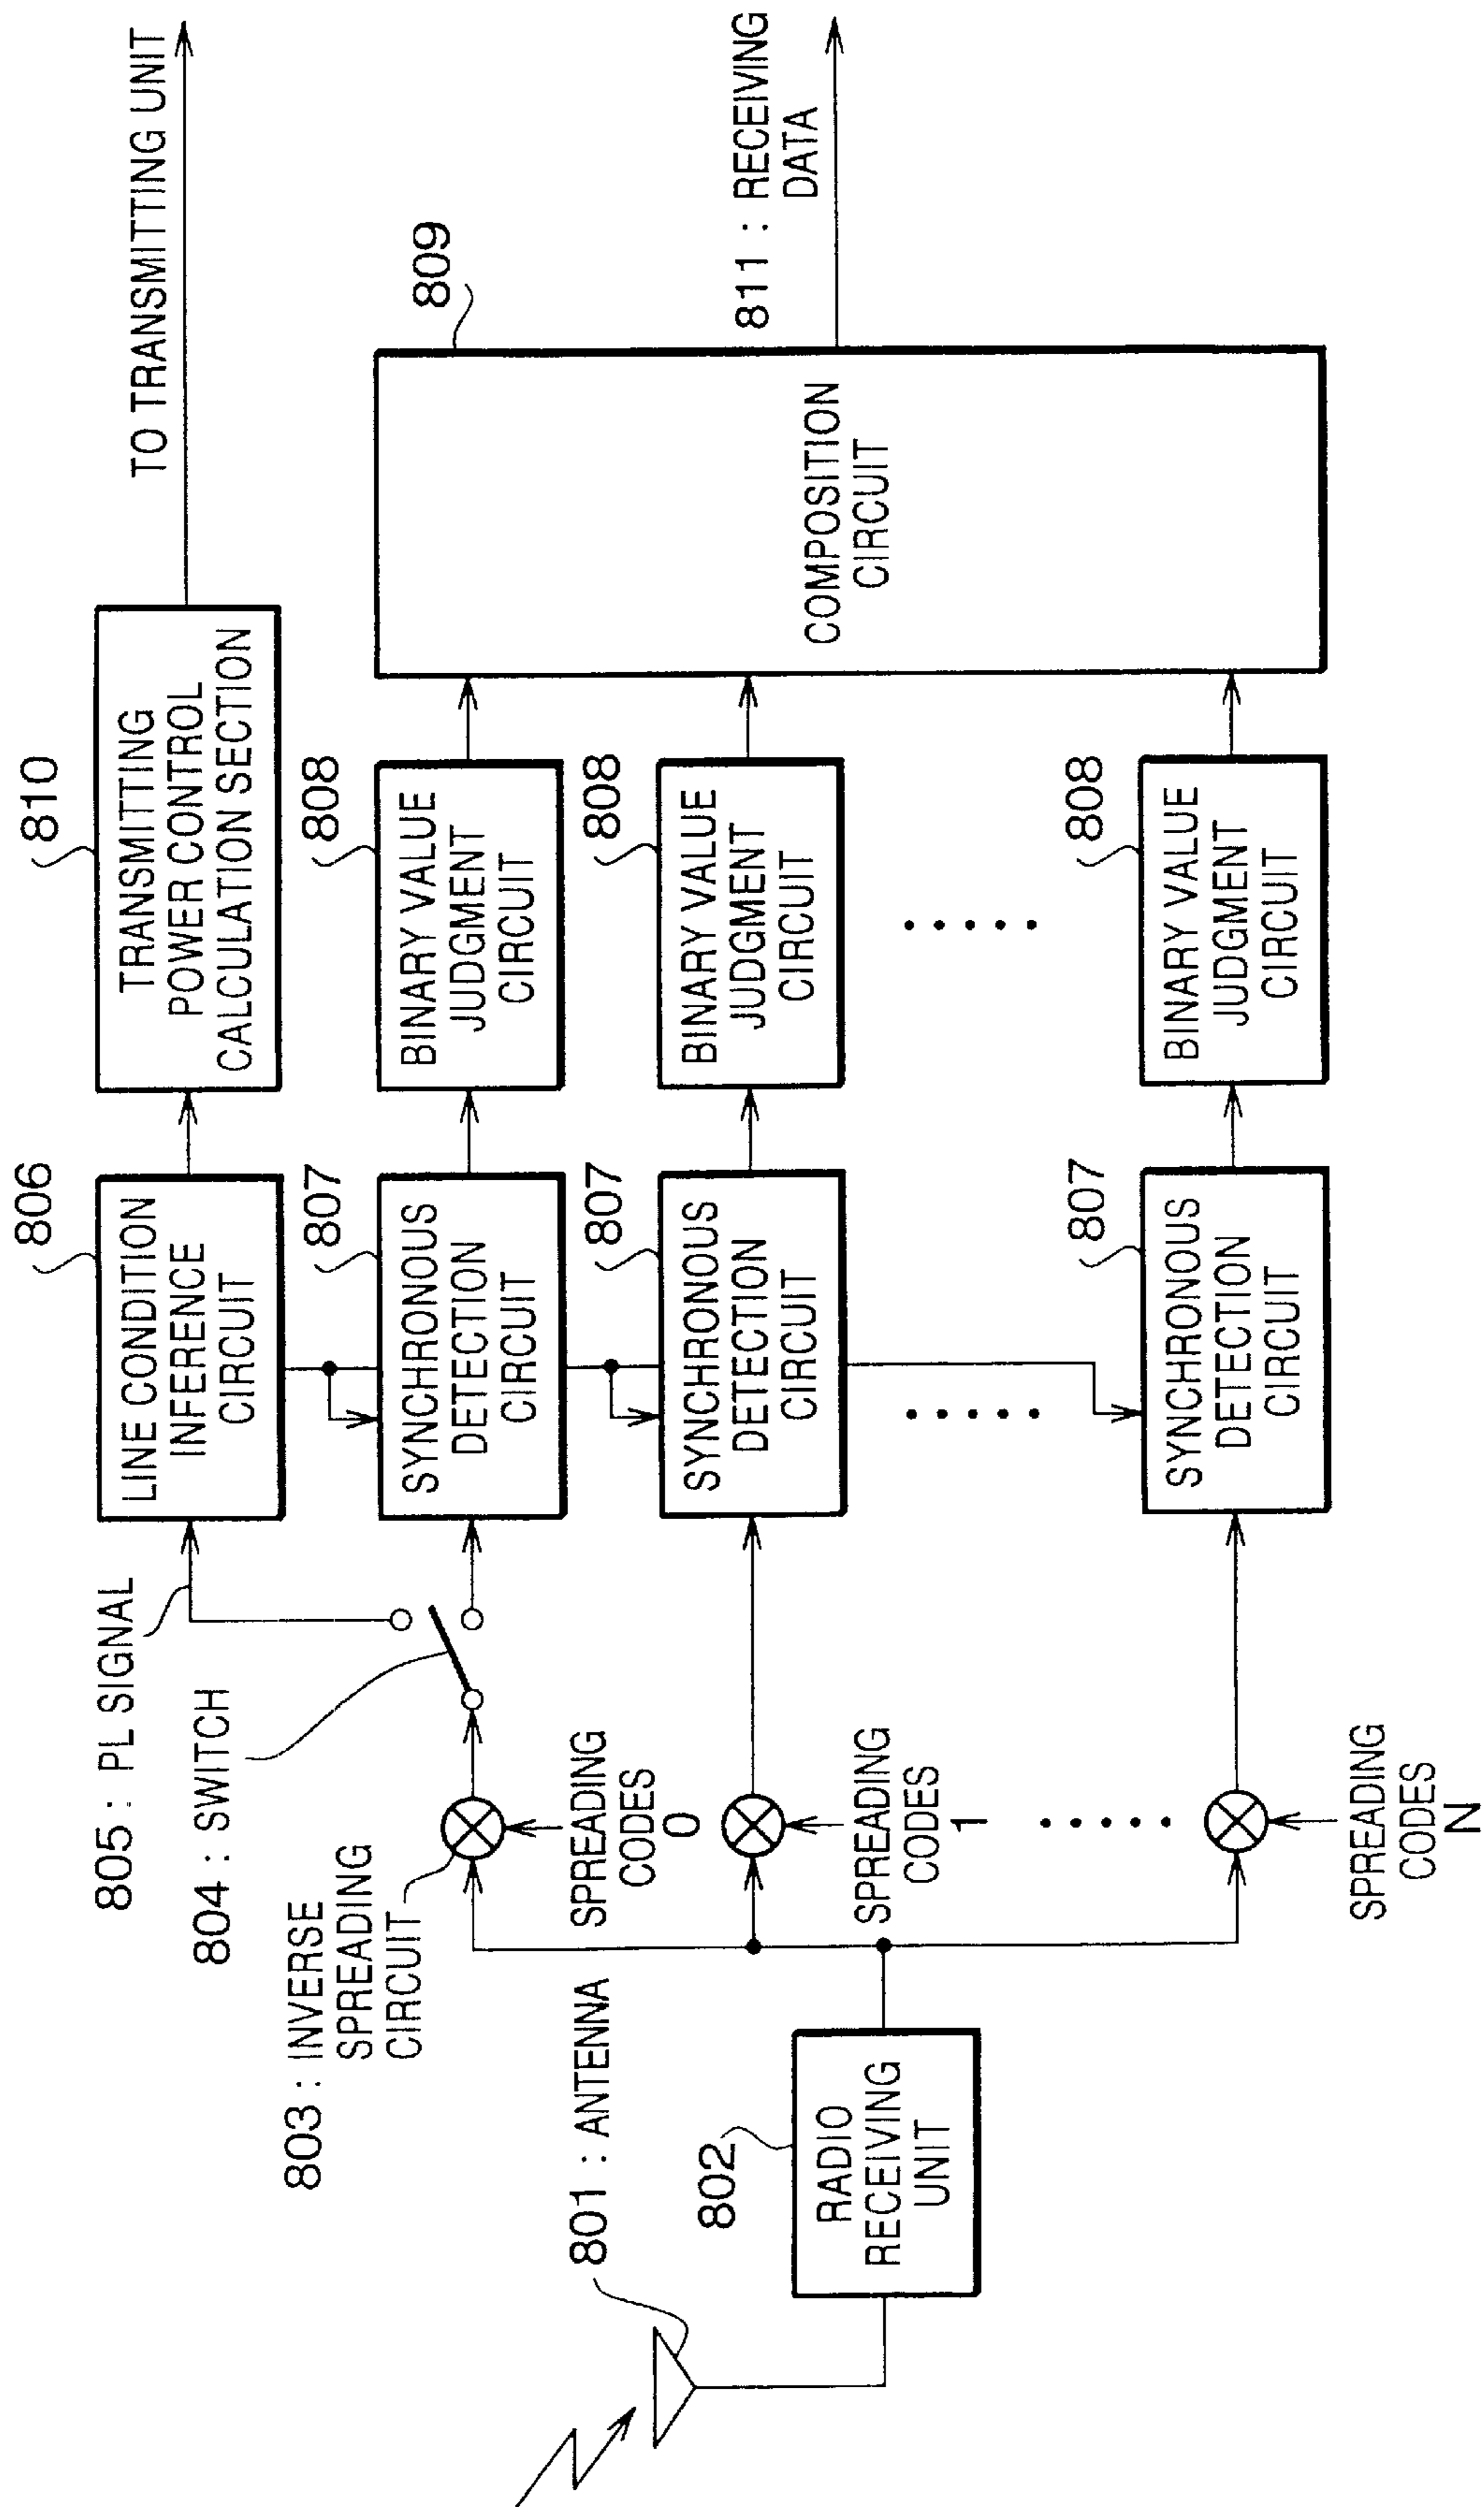 801 : ANTENNA
802
RADIO
RECEIVING
UNIT
803 : INVERSE
SPREADING
CIRCUIT
804 : SWITCH
805 : PL SIGNAL
SPREADING
CODES
0
SPREADING
CODES
1
SPREADING
CODES
N
806
LINE CONDITION
INFERENCE
CIRCUIT
807
SYNCHRONOUS
DETECTION
CIRCUIT
807
SYNCHRONOUS
DETECTION
CIRCUIT
807
SYNCHRONOUS
DETECTION
CIRCUIT
810
TRANSMITTING
POWER CONTROL
CALCULATION SECTION
808
BINARY VALUE
JUDGMENT
CIRCUIT
808
BINARY VALUE
JUDGMENT
CIRCUIT
808
BINARY VALUE
JUDGMENT
CIRCUIT
809
COMPOSITION
CIRCUIT
TO TRANSMITTING UNIT
811 : RECEIVING
DATA